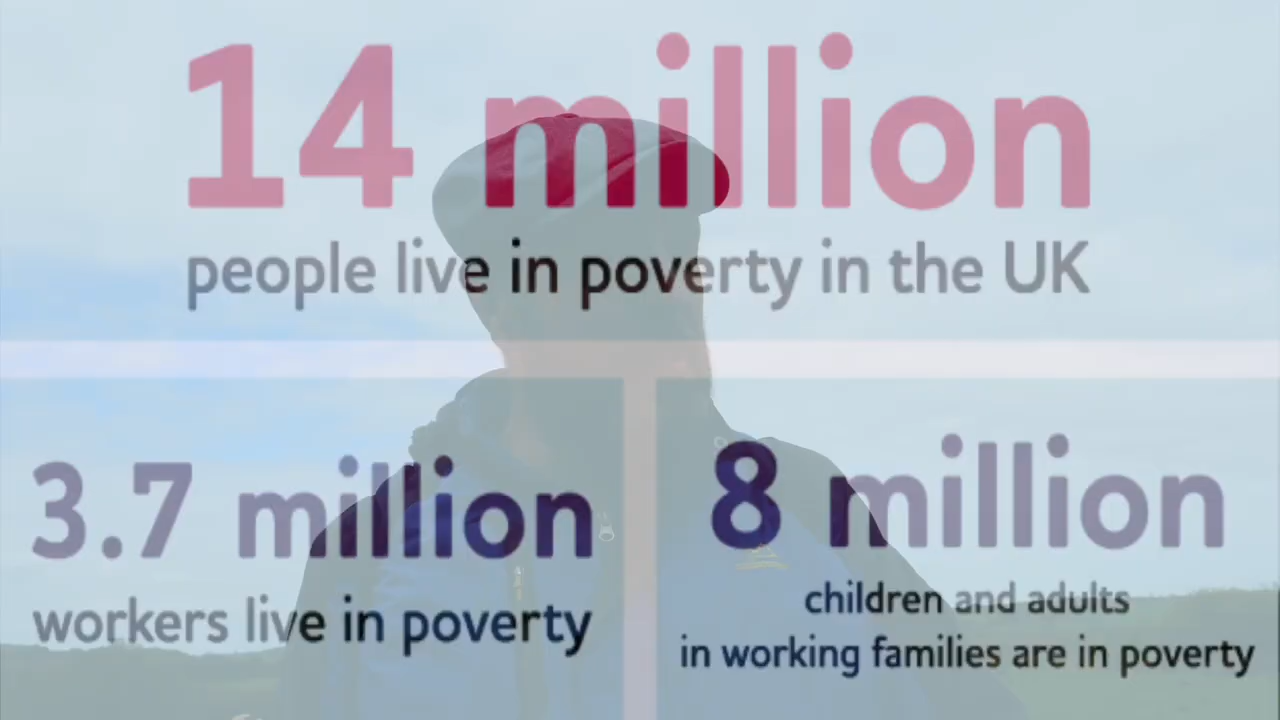 14 million
people live in poverty in the UK
3.7 million
workers live in poverty
8 million
children and adults
in working families are in poverty